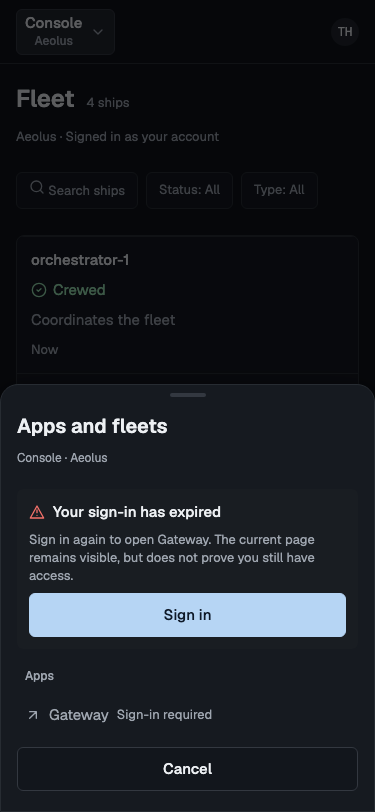 Console
Aeolus
TH
Fleet 4 ships
Aeolus · Signed in as your account
Search ships Status: All Type: All
orchestrator-1
Crewed
Coordinates the fleet
Now
Apps and fleets
Console · Aeolus
Your sign-in has expired
Sign in again to open Gateway. The current page
remains visible, but does not prove you still have
access.
Sign in
Apps
Gateway Sign-in required
Cancel